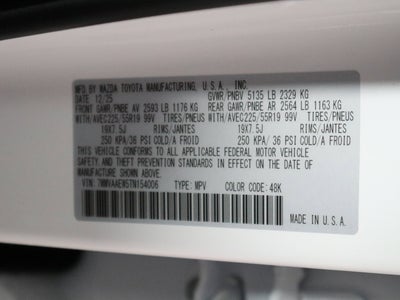 MFD. BY MAZDA TOYOTA MANUFACTURING, U.S.A., INC.
12/25 GVWR/PNBV 5135 LB 2329 KG
FRONT GAWR/PNBE AV 2593 LB 1176 KG REAR GAWR/PNBE AR 2564 LB 1163 KG
WITH/AVEC225/55R19 99V TIRES/PNEUS WITH/AVEC225/55R19 99V TIRES/PNEUS
19X7.5J RIMS/JANTES 19X7.5J RIMS/JANTES
250 KPA/36 PSI COLD/A FROID 250 KPA/ 36 PSI COLD/A FROID
THIS VEHICLE CONFORMS TO ALL APPLICABLE FEDERAL MOTOR VEHICLE
SAFETY AND THEFT PREVENTION STANDARDS IN EFFECT ON THE DATE OF
MANUFACTURE SHOWN ABOVE.
VIN: 7MMVAAEW5TN154006 TYPE: MPV COLOR CODE: 48K
MADE IN U.S.A.